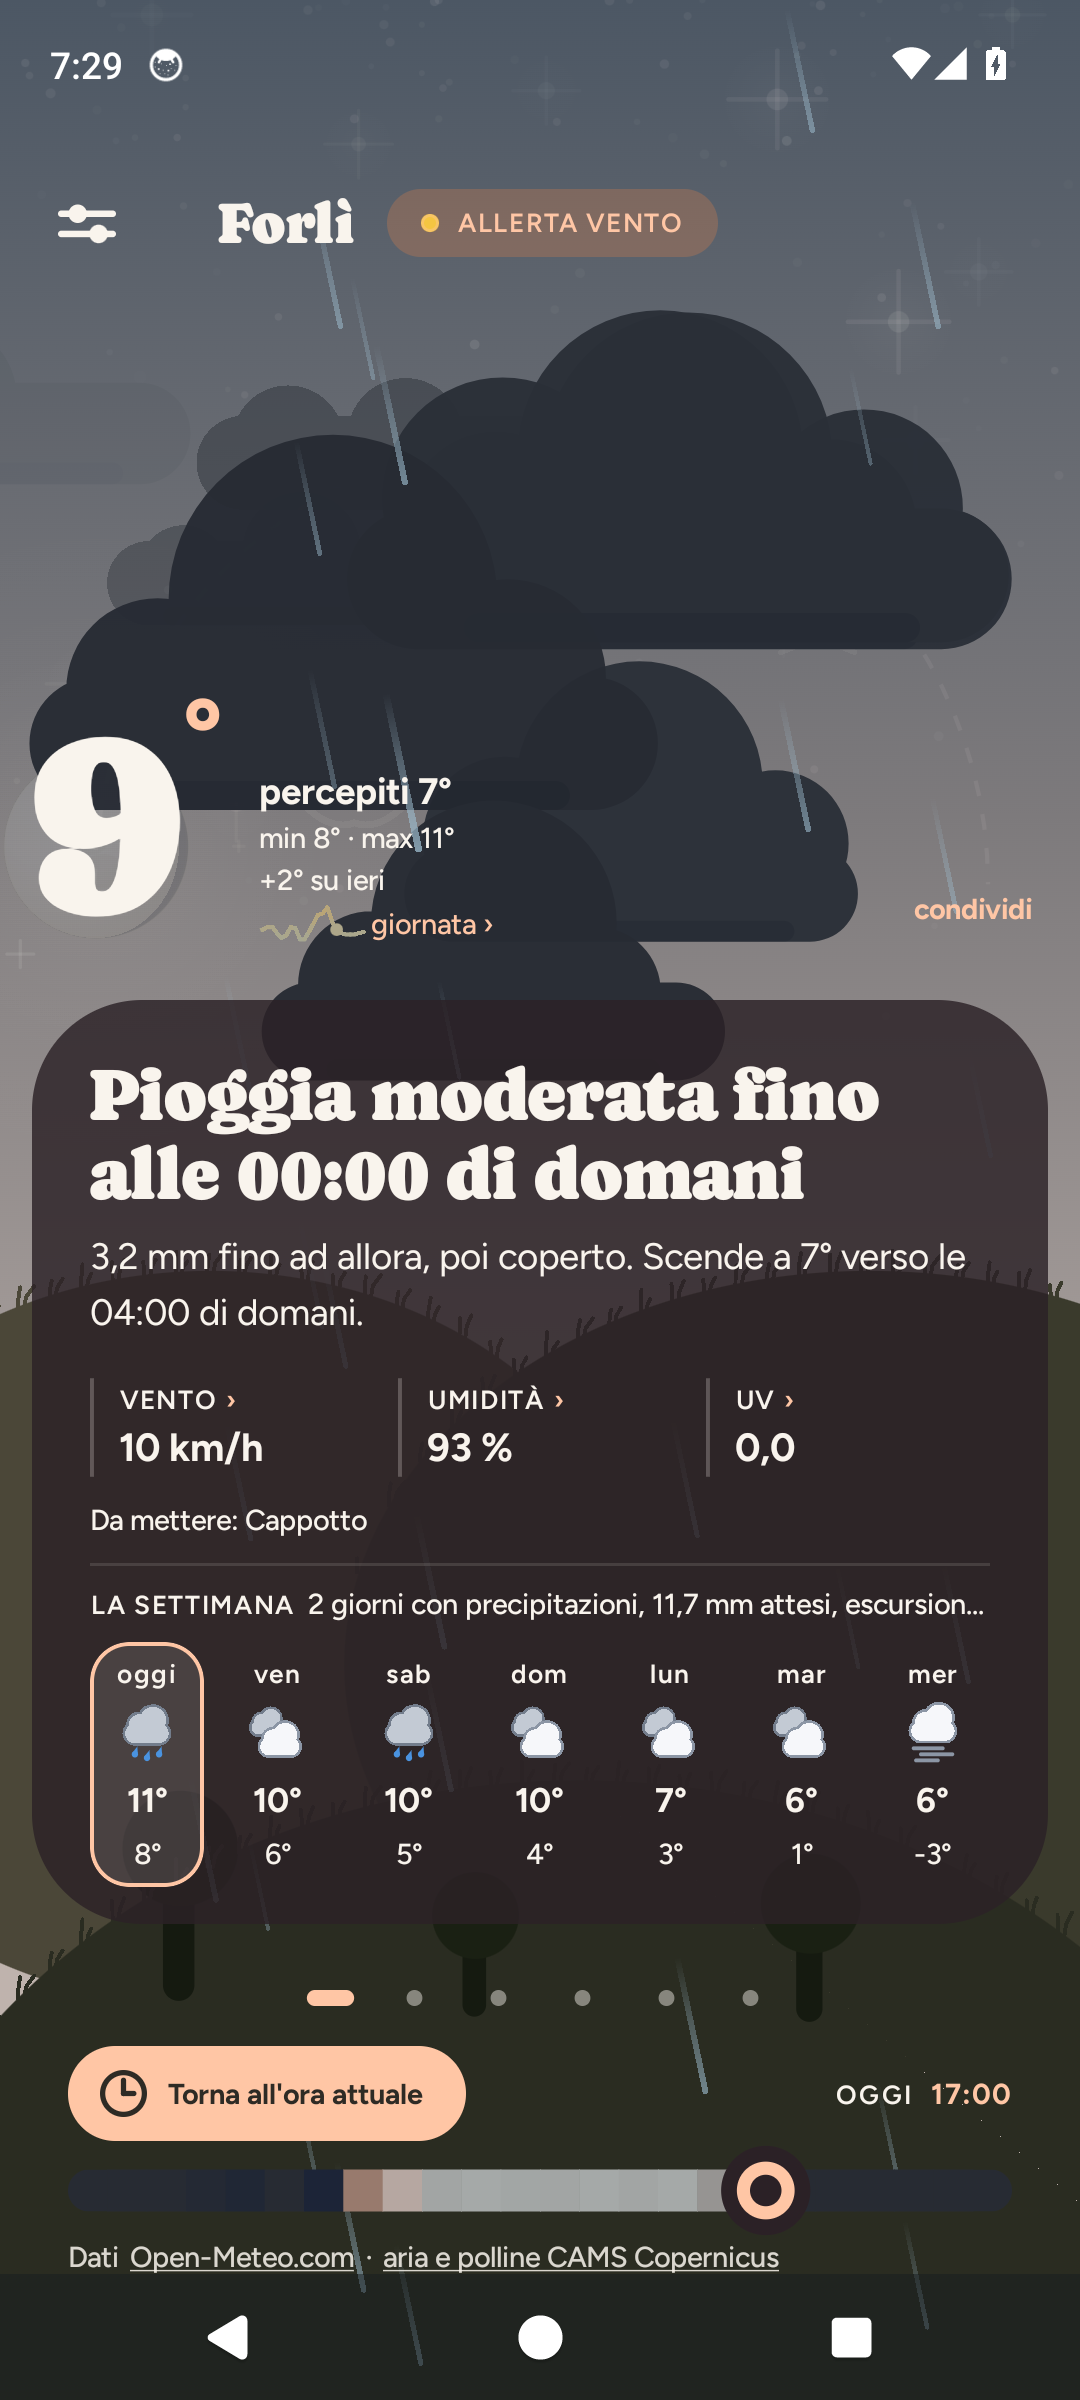 7:29
Forlì
ALLERTA VENTO
9
percepiti 7°
min 8° · max 11°
+2° su ieri
giornata ›
condividi
Pioggia moderata fino
alle 00:00 di domani
3,2 mm fino ad allora, poi coperto. Scende a 7° verso le
04:00 di domani.
VENTO › UMIDITÀ › UV ›
10 km/h 93 % 0,0
Da mettere: Cappotto
LA SETTIMANA 2 giorni con precipitazioni, 11,7 mm attesi, escursion...
oggi ven sab dom lun mar mer
11° 10° 10° 10° 7° 6° 6°
8° 6° 5° 4° 3° 1° -3°
Torna all'ora attuale
OGGI 17:00
Dati Open-Meteo.com · aria e polline CAMS Copernicus